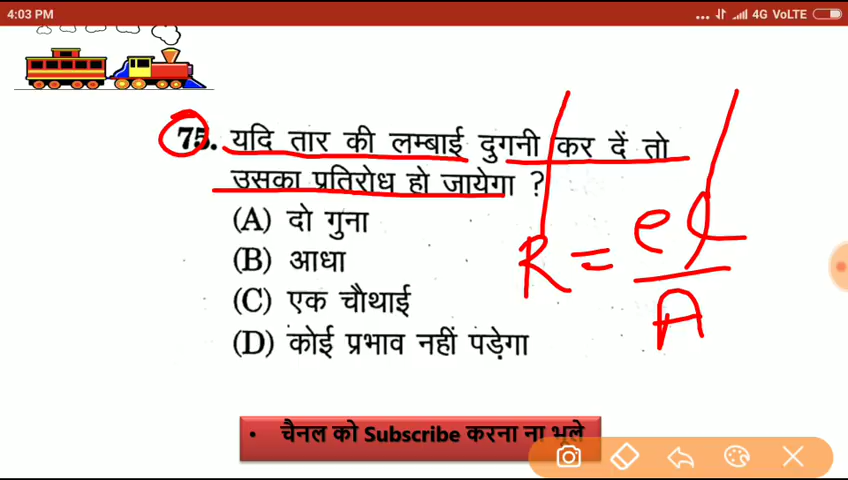 4:03 PM
4G VoLTE
75. यदि तार की लम्बाई दुगनी कर दें तो
उसका प्रतिरोध हो जायेगा ?
(A) दो गुना
(B) आधा
(C) एक चौथाई
(D) कोई प्रभाव नहीं पड़ेगा
R = el/A
• चैनल को Subscribe करना ना भूले